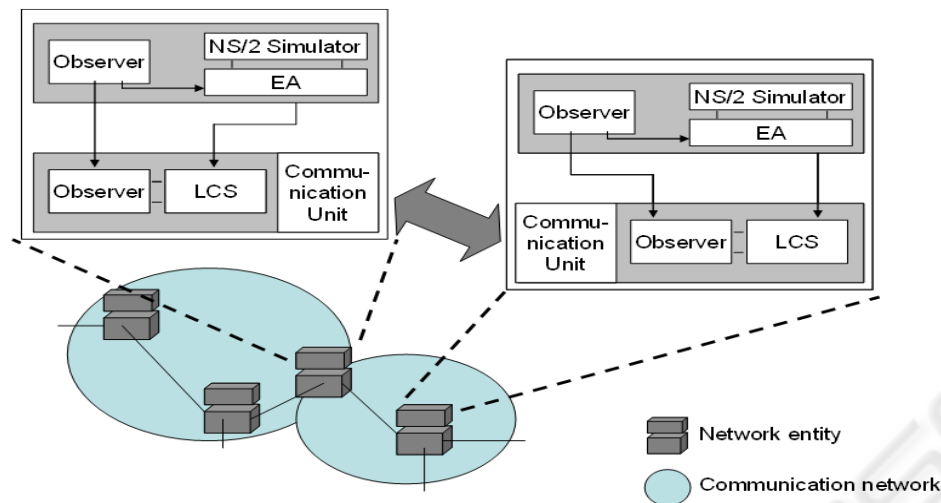 NS/2 Simulator
Observer
EA
Observer
LCS
Commu-
nication
Unit
NS/2 Simulator
Observer
EA
Commu-
nication
Unit
Observer
LCS
Network entity
Communication network